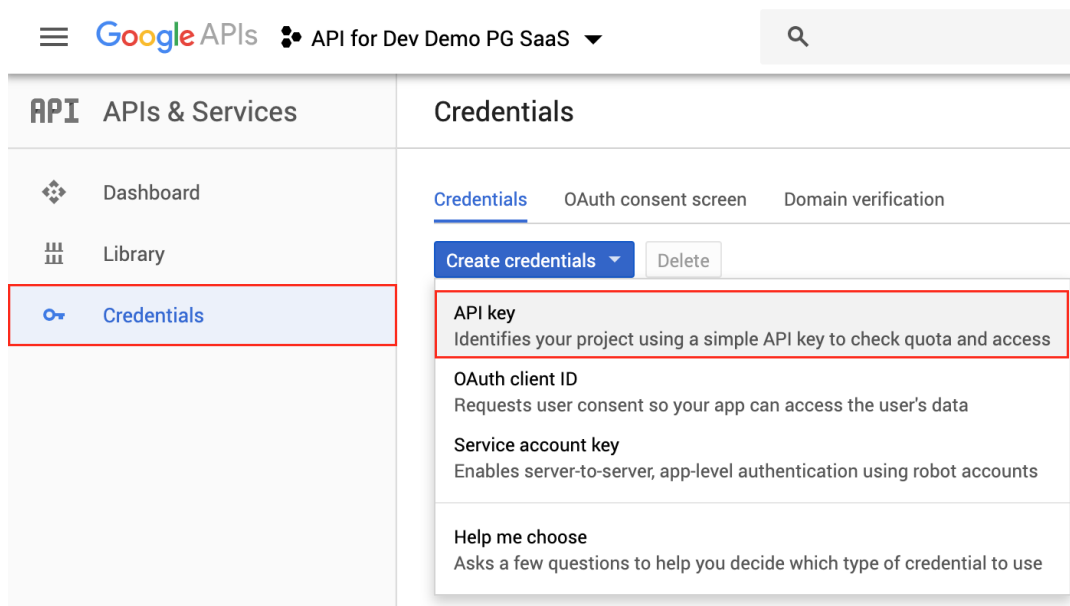 Google APIs API for Dev Demo PG SaaS
API APIs & Services
Credentials
Dashboard
Library
Credentials
Credentials OAuth consent screen Domain verification
Create credentials Delete
API key
Identifies your project using a simple API key to check quota and access
OAuth client ID
Requests user consent so your app can access the user's data
Service account key
Enables server-to-server, app-level authentication using robot accounts
Help me choose
Asks a few questions to help you decide which type of credential to use